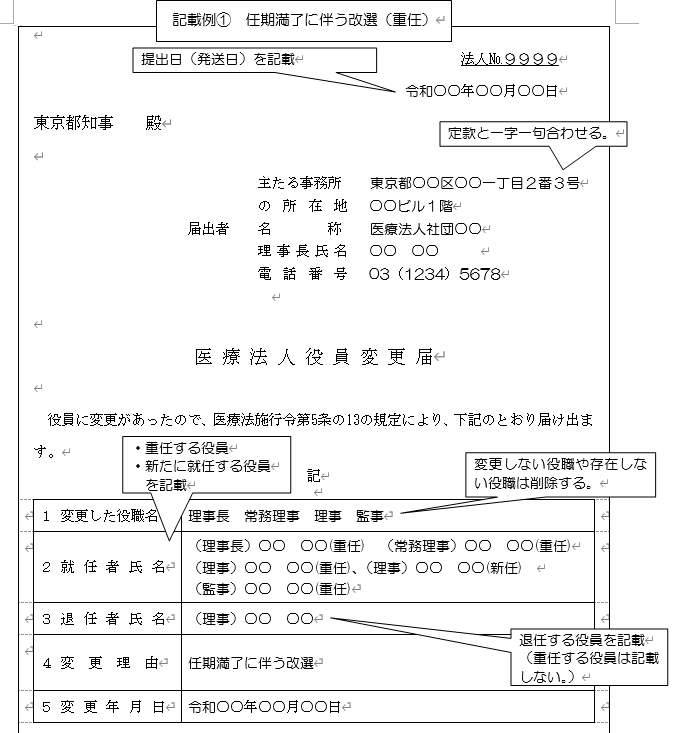 記載例① 任期満了に伴う改選（重任）
法人№９９９９
提出日（発送日）を記載
令和〇〇年〇〇月〇〇日
東京都知事　殿
定款と一字一句合わせる。
主たる事務所　東京都〇〇区〇〇一丁目２番３号
の所在地　〇〇ビル１階
届出者　名称　医療法人社団〇〇
理事長氏名　〇〇　〇〇
電話番号　03（1234）5678
医療法人役員変更届
役員に変更があったので、医療法施行令第5条の13の規定により、下記のとおり届け出ま
す。
・重任する役員
・新たに就任する役員
を記載
記
変更しない役職や存在しな
い役職は削除する。
１ 変更した役職名　理事長　常務理事　理事　監事
２ 就任者氏名
（理事長）〇〇　〇〇(重任)　（常務理事）〇〇　〇〇(重任)
（理事）〇〇　〇〇(重任)、（理事）〇〇　〇〇(新任)
（監事）〇〇　〇〇(重任)
３ 退任者氏名　（理事）〇〇　〇〇
退任する役員を記載
（重任する役員は記載
しない。）
４ 変更理由　任期満了に伴う改選
５ 変更年月日　令和〇〇年〇〇月〇〇日